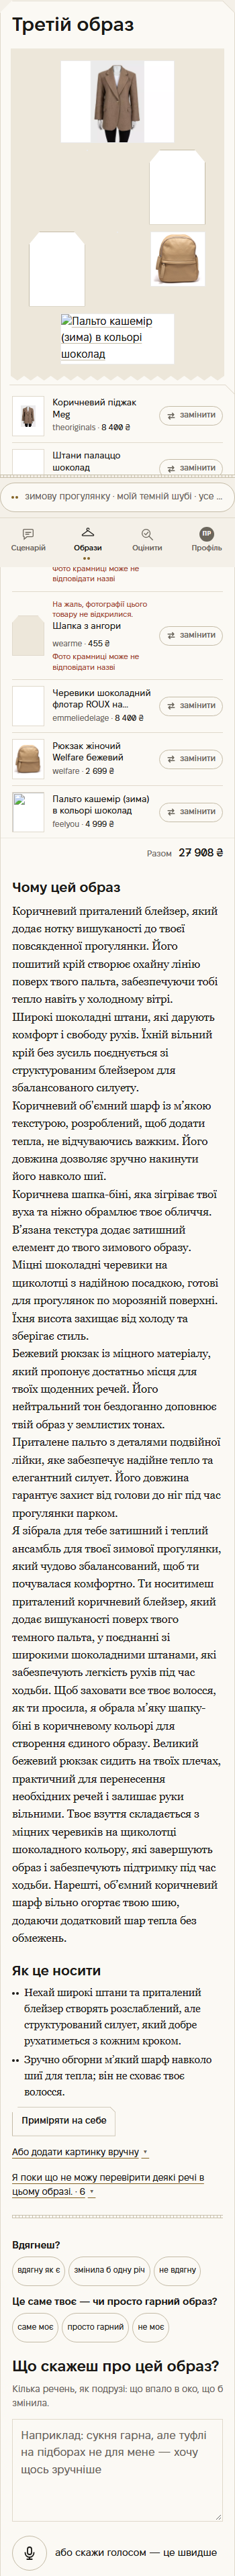 Третій образ
Пальто кашемір
(зима) в кольорі
шоколад
Коричневий піджак
Meg
theoriginals · 8 400 ₴
замінити
Штани палаццо
шоколад
замінити
зимову прогулянку · моїй темній шубі · усе ...
Сценарій
Образи
Оцінити
ПР
Профіль
Фото крамниці може не
відповідати назві
На жаль, фотографії цього
товару не відкрилися.
Шапка з ангори
wearme · 455 ₴
Фото крамниці може не
відповідати назві
замінити
Черевики шоколадний
флотар ROUX на...
emmeliedelage · 8 400 ₴
замінити
Рюкзак жіночий
Welfare бежевий
welfare · 2 699 ₴
замінити
Пальто кашемір (зима)
в кольорі шоколад
feelyou · 4 999 ₴
замінити
Разом 27 908 ₴
Чому цей образ
Коричневий приталений блейзер, який
додає нотку вишуканості до твоєї
повсякденної прогулянки. Його
пошитий крій створює охайну лінію
поверх твого пальта, забезпечуючи тобі
тепло навіть у холодному вітрі.
Широкі шоколадні штани, які дарують
комфорт і свободу рухів. Їхній вільний
крій без зусиль поєднується зі
структурованим блейзером для
збалансованого силуету.
Коричневий об’ємний шарф із м’якою
текстурою, розроблений, щоб додати
тепла, не відчуваючись важким. Його
довжина дозволяє зручно накинути
його навколо шиї.
Коричнева шапка-біні, яка зігріває твої
вуха та ніжно обрамлює твоє обличчя.
В’язана текстура додає затишний
елемент до твого зимового образу.
Міцні шоколадні черевики на
щиколотці з надійною посадкою, готові
для прогулянок по морозяній поверхні.
Їхня висота захищає від холоду та
зберігає стиль.
Бежевий рюкзак із міцного матеріалу,
який пропонує достатньо місця для
твоїх щоденних речей. Його
нейтральний тон бездоганно доповнює
твій образ у землистих тонах.
Приталене пальто з деталями подвійної
лійки, яке забезпечує надійне тепло та
елегантний силует. Його довжина
гарантує захист від голови до ніг під час
прогулянки парком.
Я зібрала для тебе затишний і теплий
ансамбль для твоєї зимової прогулянки,
який чудово збалансований, щоб ти
почувалася комфортно. Ти носитимеш
приталений коричневий блейзер, який
додає вишуканості поверх твого
темного пальта, у поєднанні зі
широкими шоколадними штанами, які
забезпечують легкість рухів під час
ходьби. Щоб заховати все твоє волосся,
як ти просила, я обрала м’яку шапку-
біні в коричневому кольорі для
створення єдиного образу. Великий
бежевий рюкзак сидить на твоїх плечах,
практичний для перенесення
необхідних речей і залишає руки
вільними. Твоє взуття складається з
міцних черевиків на щиколотці
шоколадного кольору, які завершують
образ і забезпечують підтримку під час
ходьби. Нарешті, об’ємний коричневий
шарф вільно огортає твою шию,
додаючи додатковий шар тепла без
обмежень.
Як це носити
Нехай широкі штани та приталений
блейзер створять розслаблений, але
структурований силует, який добре
рухатиметься з кожним кроком.
Зручно обгорни м’який шарф навколо
шиї для тепла; він не сховає твоє
волосся.
Приміряти на себе
Або додати картинку вручну
Я поки що не можу перевірити деякі речі в
цьому образі. · 6
Вдягнеш?
вдягну як є
змінила б одну річ
не вдягну
Це саме твоє — чи просто гарний образ?
саме моє
просто гарний
не моє
Що скажеш про цей образ?
Кілька речень, як подрузі: що впало в око, що б
змінила.
Наприклад: сукня гарна, але туфлі
на підборах не для мене — хочу
щось зручніше
або скажи голосом — це швидше